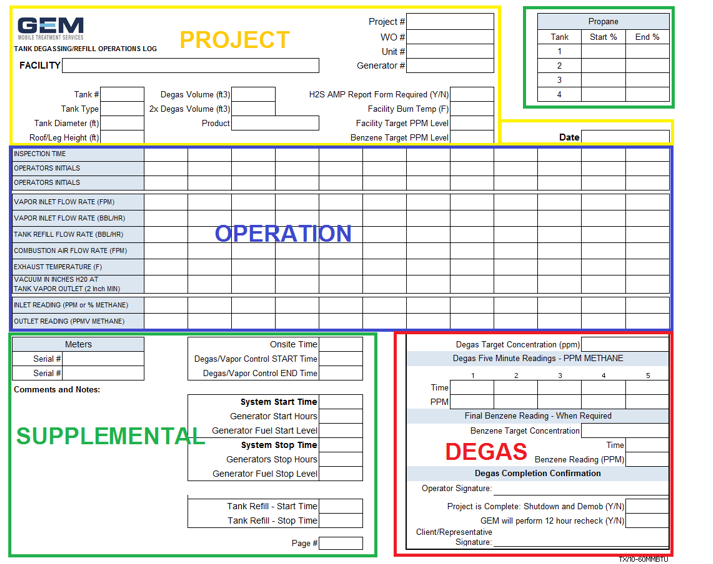 GEM
MOBILE TREATMENT SERVICES
TANK DEGASSING/REFILL OPERATIONS LOG
PROJECT
FACILITY
Project #
WO #
Unit #
Generator #
Propane
Tank Start % End %
1
2
3
4
Tank #
Tank Type
Tank Diameter (ft)
Roof/Leg Height (ft)
Degas Volume (ft3)
2x Degas Volume (ft3)
Product
H2S AMP Report Form Required (Y/N)
Facility Burn Temp (F)
Facility Target PPM Level
Benzene Target PPM Level
Date
INSPECTION TIME
OPERATORS INITIALS
OPERATORS INITIALS
VAPOR INLET FLOW RATE (FPM)
VAPOR INLET FLOW RATE (BBL/HR)
TANK REFILL FLOW RATE (BBL/HR)
COMBUSTION AIR FLOW RATE (FPM)
EXHAUST TEMPERATURE (F)
VACUUM IN INCHES H20 AT
TANK VAPOR OUTLET (2 Inch MIN)
INLET READING (PPM or % METHANE)
OUTLET READING (PPMV METHANE)
OPERATION
Meters
Serial #
Serial #
Comments and Notes:
SUPPLEMENTAL
Onsite Time
Degas/Vapor Control START Time
Degas/Vapor Control END Time
System Start Time
Generator Start Hours
Generator Fuel Start Level
System Stop Time
Generators Stop Hours
Generator Fuel Stop Level
Tank Refill - Start Time
Tank Refill - Stop Time
Page #
Degas Target Concentration (ppm)
Degas Five Minute Readings - PPM METHANE
1 2 3 4 5
Time
PPM
Final Benzene Reading - When Required
Benzene Target Concentration
DEGAS
Time
Benzene Reading (PPM)
Degas Completion Confirmation
Operator Signature:
Project is Complete: Shutdown and Demob (Y/N)
GEM will perform 12 hour recheck (Y/N)
Client/Representative
Signature:
TX/10-60MMBTU